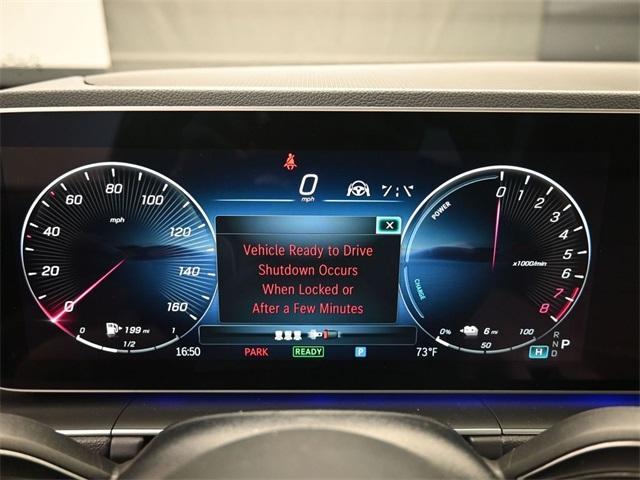 0
mph
X
Vehicle Ready to Drive
Shutdown Occurs
When Locked or
After a Few Minutes
0 20 40 60 80 100 120 140 160
mph
0 199 mi 1
1/2
POWER
CHARGE
0 1 2 3 4 5 6 7 8
x1000/min
0% 6 mi 100
50
R
N
D
H P
16:50 PARK READY P 73°F